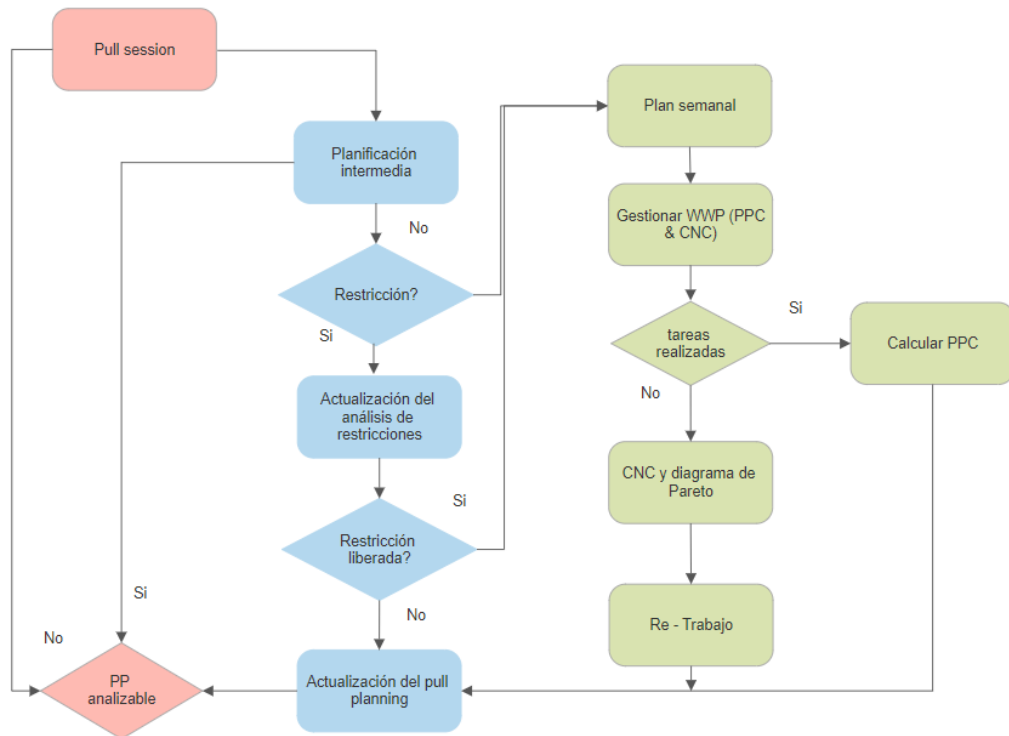 Pull session
Plan semanal
Planificación
intermedia
Gestionar WWP (PPC
& CNC)
No
Restricción?
Si
Si
tareas
realizadas
Calcular PPC
No
Actualización del
análisis de
restricciones
CNC y diagrama de
Pareto
Si
Restricción
liberada?
Si
No
Re - Trabajo
No
PP
analizable
Actualización del pull
planning